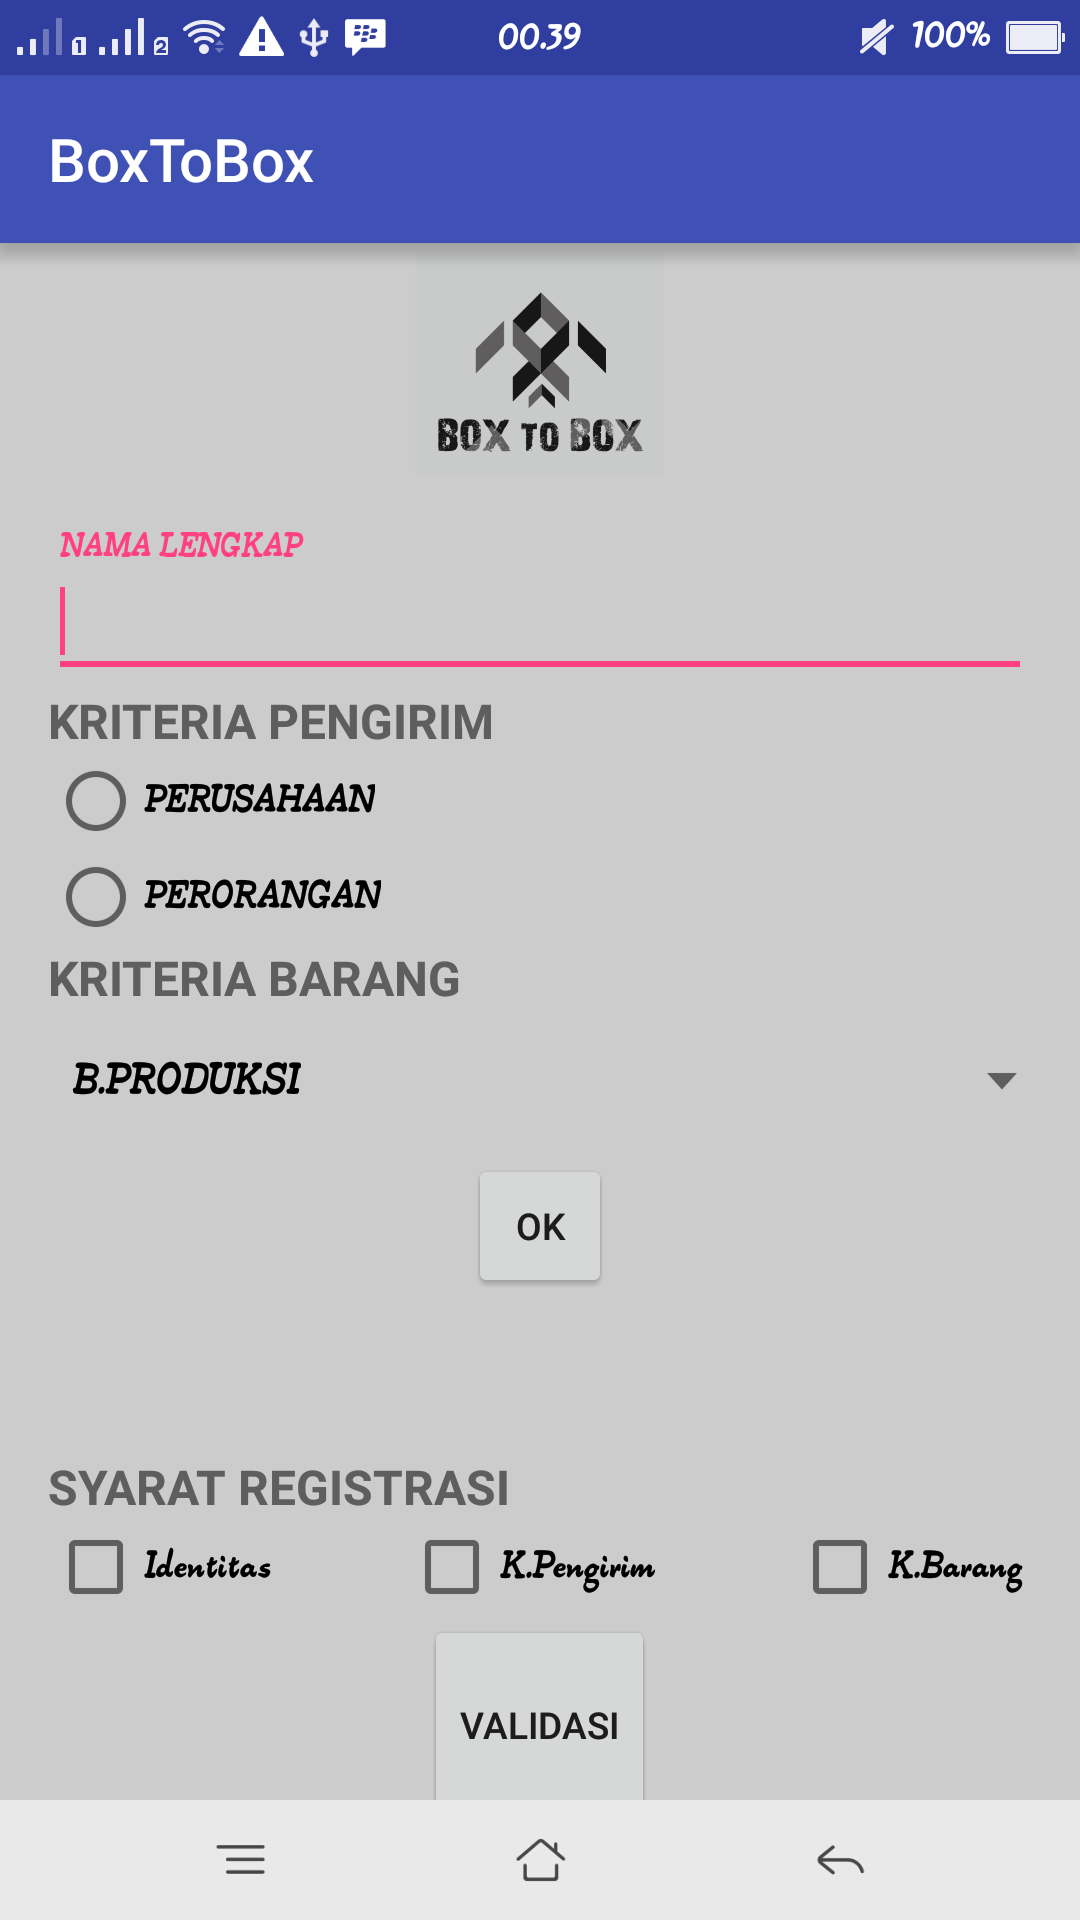 1 2 00.39 100%
BoxToBox
BOX TO BOX
NAMA LENGKAP
KRITERIA PENGIRIM
PERUSAHAAN
PERORANGAN
KRITERIA BARANG
B.PRODUKSI
OK
SYARAT REGISTRASI
Identitas K.Pengirim K.Barang
VALIDASI